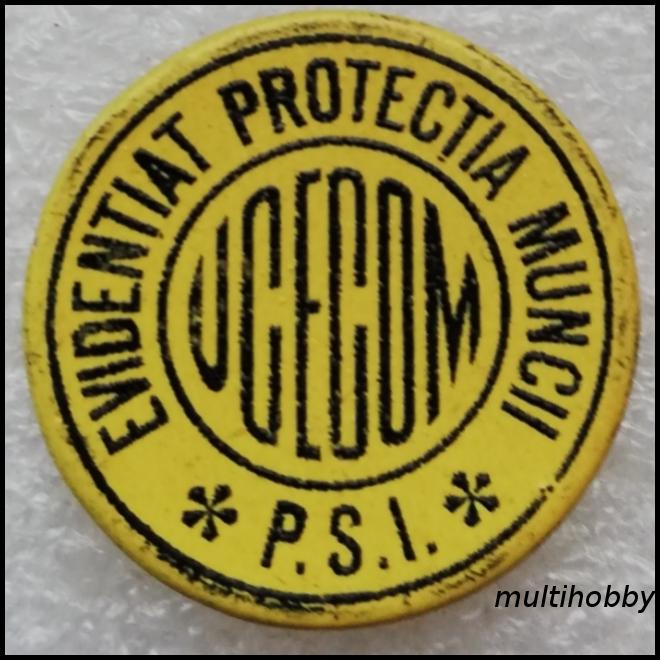 EVIDENTIAT PROTECTIA MUNCII
UCECOM
* P.S.I. *
multihobby